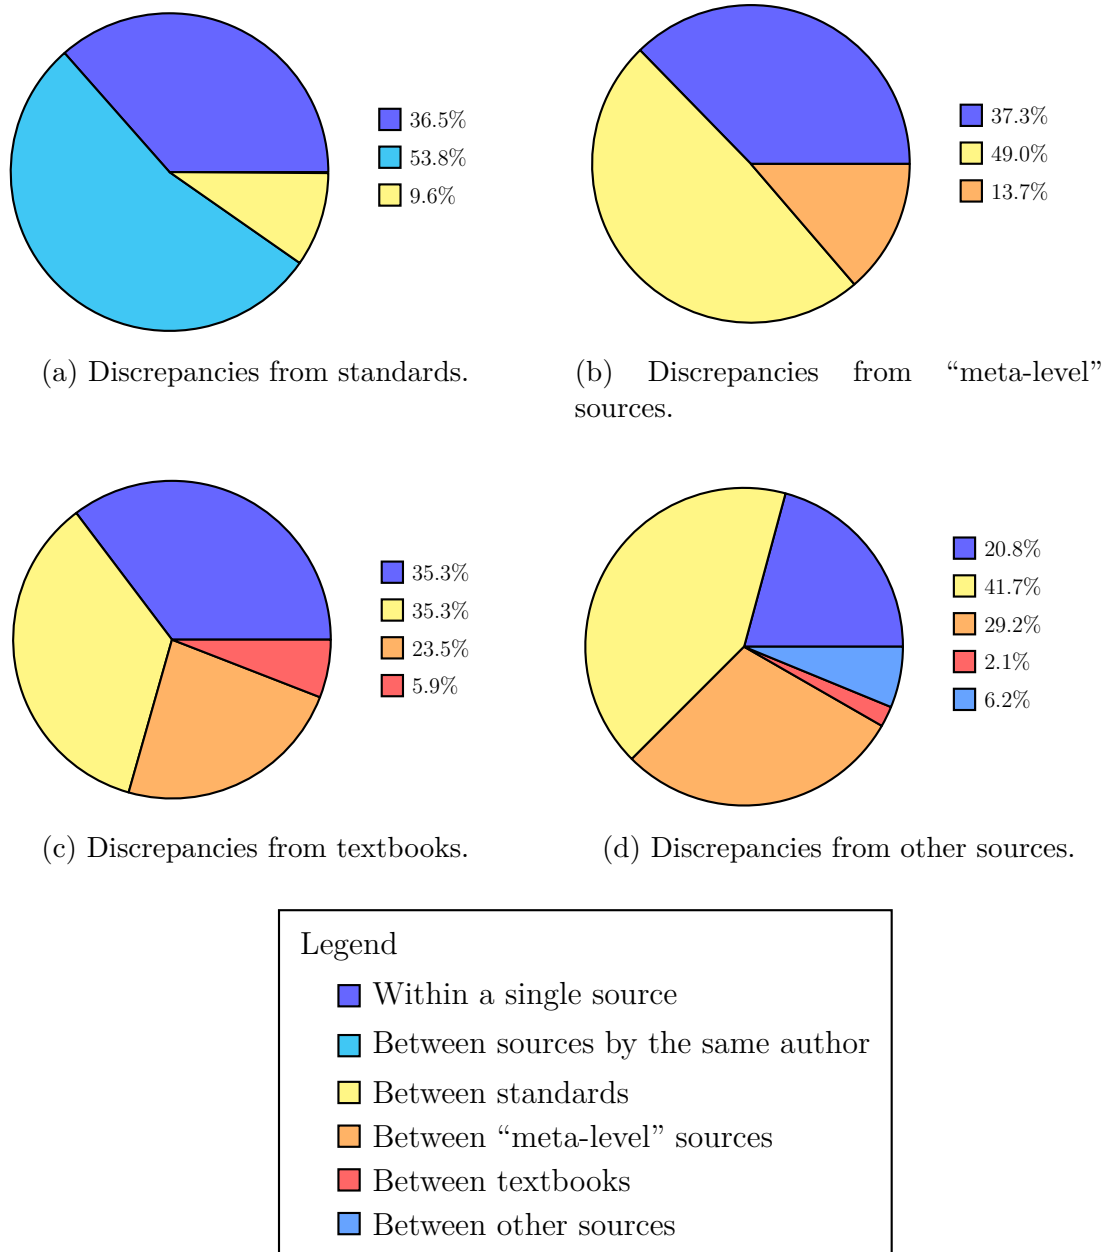 36.5%
53.8%
9.6%
(a) Discrepancies from standards.
37.3%
49.0%
13.7%
(b) Discrepancies from “meta-level”
sources.
35.3%
35.3%
23.5%
5.9%
(c) Discrepancies from textbooks.
20.8%
41.7%
29.2%
2.1%
6.2%
(d) Discrepancies from other sources.
Legend
Within a single source
Between sources by the same author
Between standards
Between “meta-level” sources
Between textbooks
Between other sources